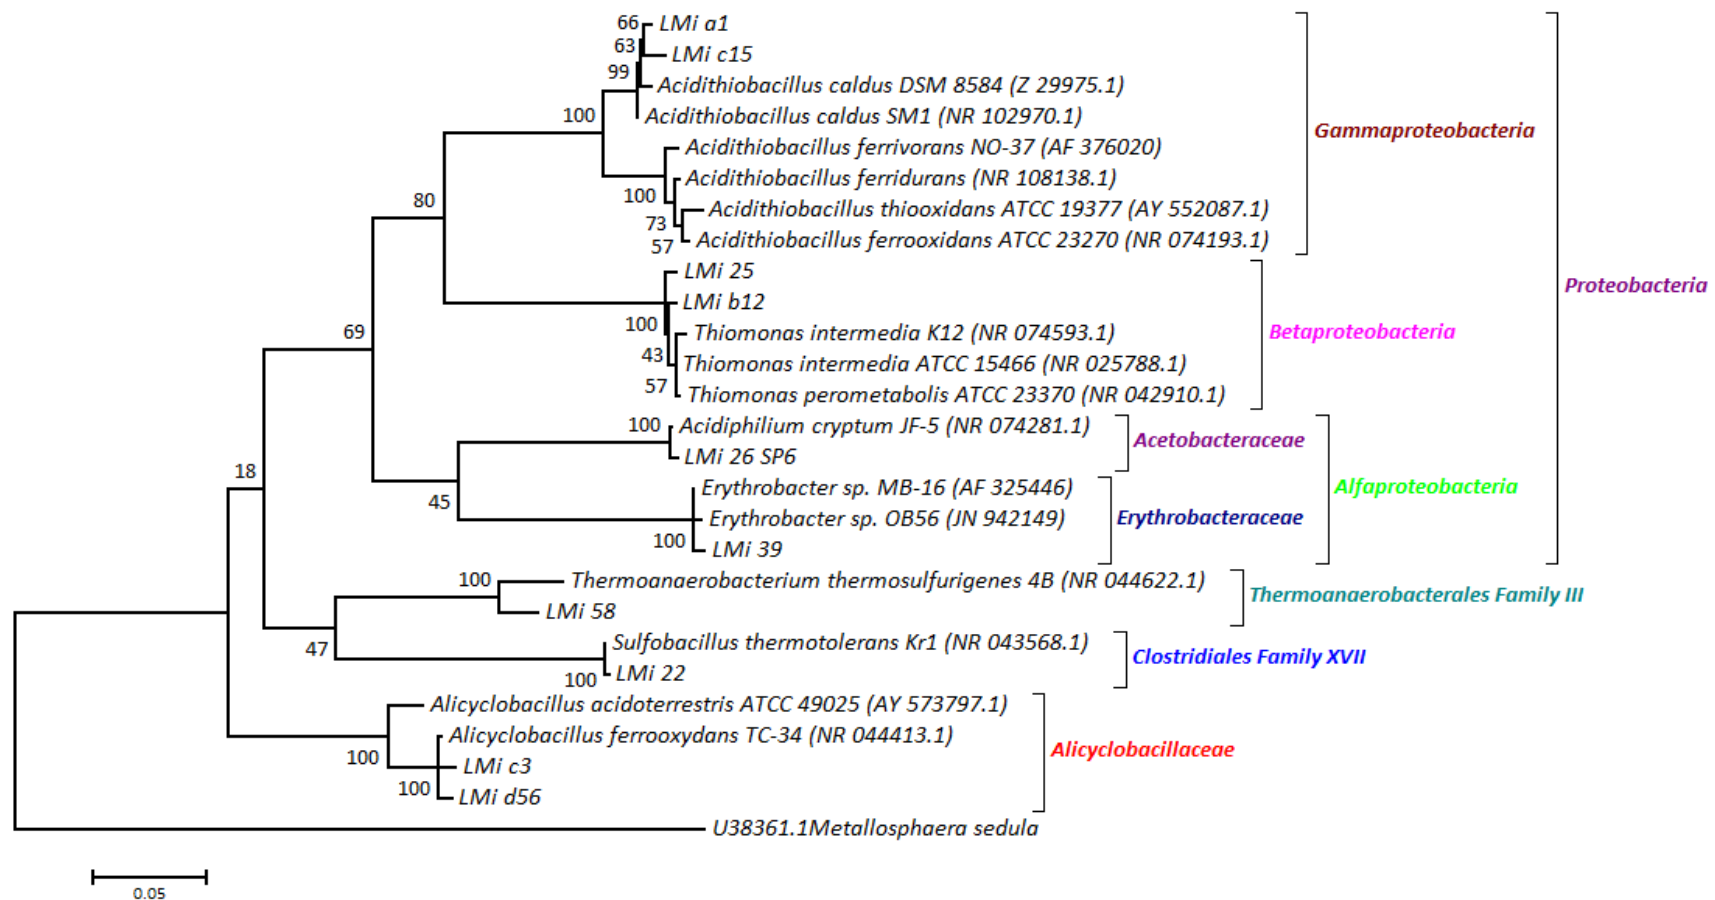 66
LMi a1
63
LMi c15
99
Acidithiobacillus caldus DSM 8584 (Z 29975.1)
100
Acidithiobacillus caldus SM1 (NR 102970.1)
Gammaproteobacteria
Acidithiobacillus ferrivorans NO-37 (AF 376020)
Acidithiobacillus ferridurans (NR 108138.1)
100
80
Acidithiobacillus thiooxidans ATCC 19377 (AY 552087.1)
73
Acidithiobacillus ferrooxidans ATCC 23270 (NR 074193.1)
57
LMi 25
Proteobacteria
LMi b12
100
Thiomonas intermedia K12 (NR 074593.1)
Betaproteobacteria
69
43
Thiomonas intermedia ATCC 15466 (NR 025788.1)
57
Thiomonas perometabolis ATCC 23370 (NR 042910.1)
100
Acidiphilium cryptum JF-5 (NR 074281.1)
Acetobacteraceae
LMi 26 SP6
18
Erythrobacter sp. MB-16 (AF 325446)
Alfaproteobacteria
45
Erythrobacter sp. OB56 (JN 942149)
Erythrobacteraceae
100
LMi 39
100
Thermoanaerobacterium thermosulfurigenes 4B (NR 044622.1)
Thermoanaerobacterales Family III
LMi 58
47
Sulfobacillus thermotolerans Kr1 (NR 043568.1)
Clostridiales Family XVII
100
LMi 22
Alicyclobacillus acidoterrestris ATCC 49025 (AY 573797.1)
Alicyclobacillus ferrooxydans TC-34 (NR 044413.1)
Alicyclobacillaceae
100
LMi c3
100
LMi d56
U38361.1Metallosphaera sedula
0.05